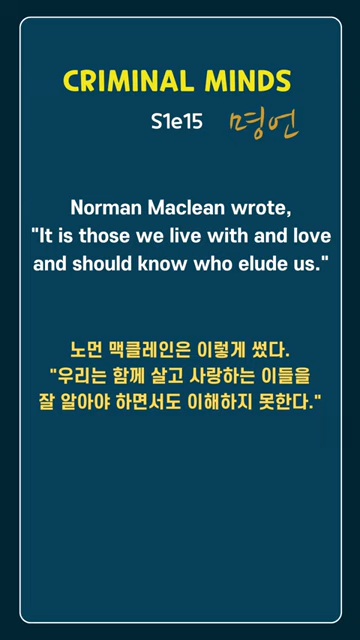 CRIMINAL MINDS
S1e15 명언
Norman Maclean wrote,
"It is those we live with and love
and should know who elude us."
노먼 맥클레인은 이렇게 썼다.
"우리는 함께 살고 사랑하는 이들을
잘 알아야 하면서도 이해하지 못한다."